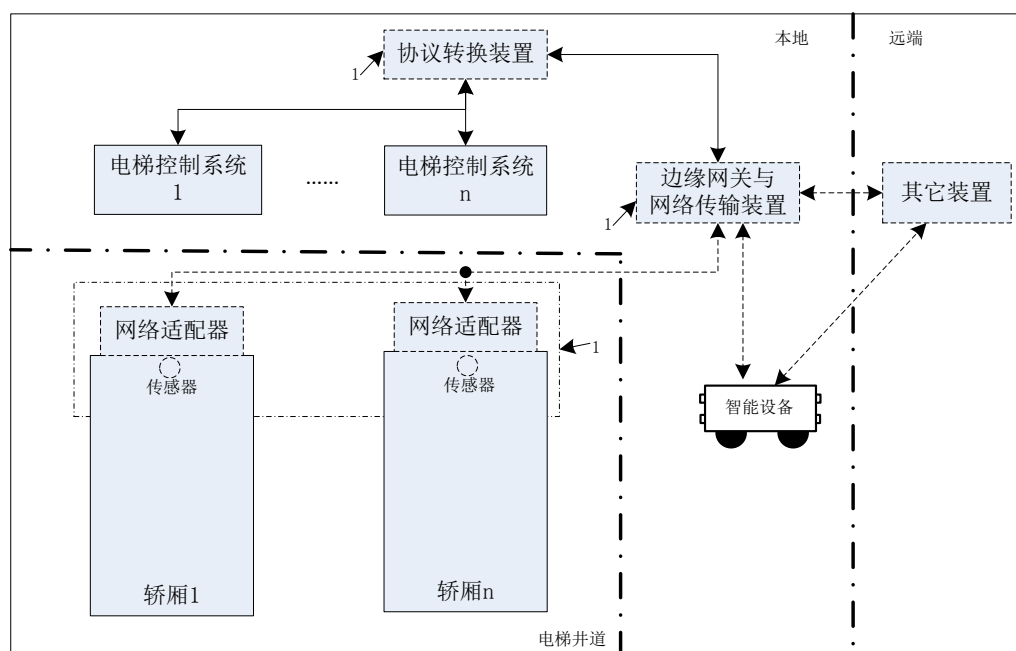 本地
远端
协议转换装置
1
电梯控制系统
1
......
电梯控制系统
n
边缘网关与
网络传输装置
1
其它装置
网络适配器
网络适配器
1
传感器
传感器
智能设备
轿厢1
轿厢n
电梯井道